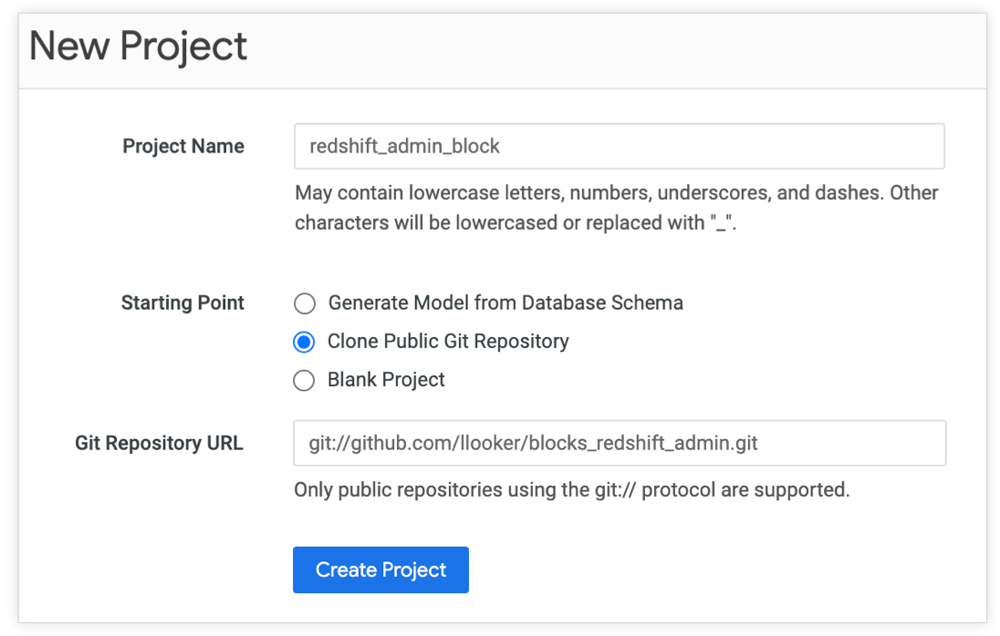 New Project
Project Name
redshift_admin_block
May contain lowercase letters, numbers, underscores, and dashes. Other
characters will be lowercased or replaced with "_".
Starting Point
Generate Model from Database Schema
Clone Public Git Repository
Blank Project
Git Repository URL
git://github.com/llooker/blocks_redshift_admin.git
Only public repositories using the git:// protocol are supported.
Create Project